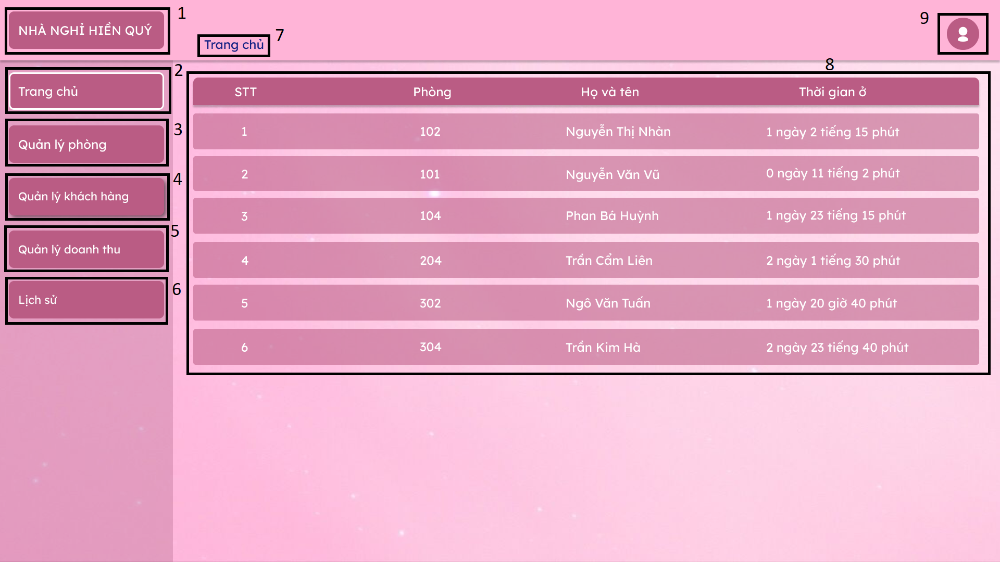 NHÀ NGHỈ HIỀN QUÝ
1
Trang chủ
7
9
2
Trang chủ
3
Quản lý phòng
4
Quản lý khách hàng
5
Quản lý doanh thu
6
Lịch sử
8
STT Phòng Họ và tên Thời gian ở
1 102 Nguyễn Thị Nhàn 1 ngày 2 tiếng 15 phút
2 101 Nguyễn Văn Vũ 0 ngày 11 tiếng 2 phút
3 104 Phan Bá Huỳnh 1 ngày 23 tiếng 15 phút
4 204 Trần Cẩm Liên 2 ngày 1 tiếng 30 phút
5 302 Ngô Văn Tuấn 1 ngày 20 giờ 40 phút
6 304 Trần Kim Hà 2 ngày 23 tiếng 40 phút